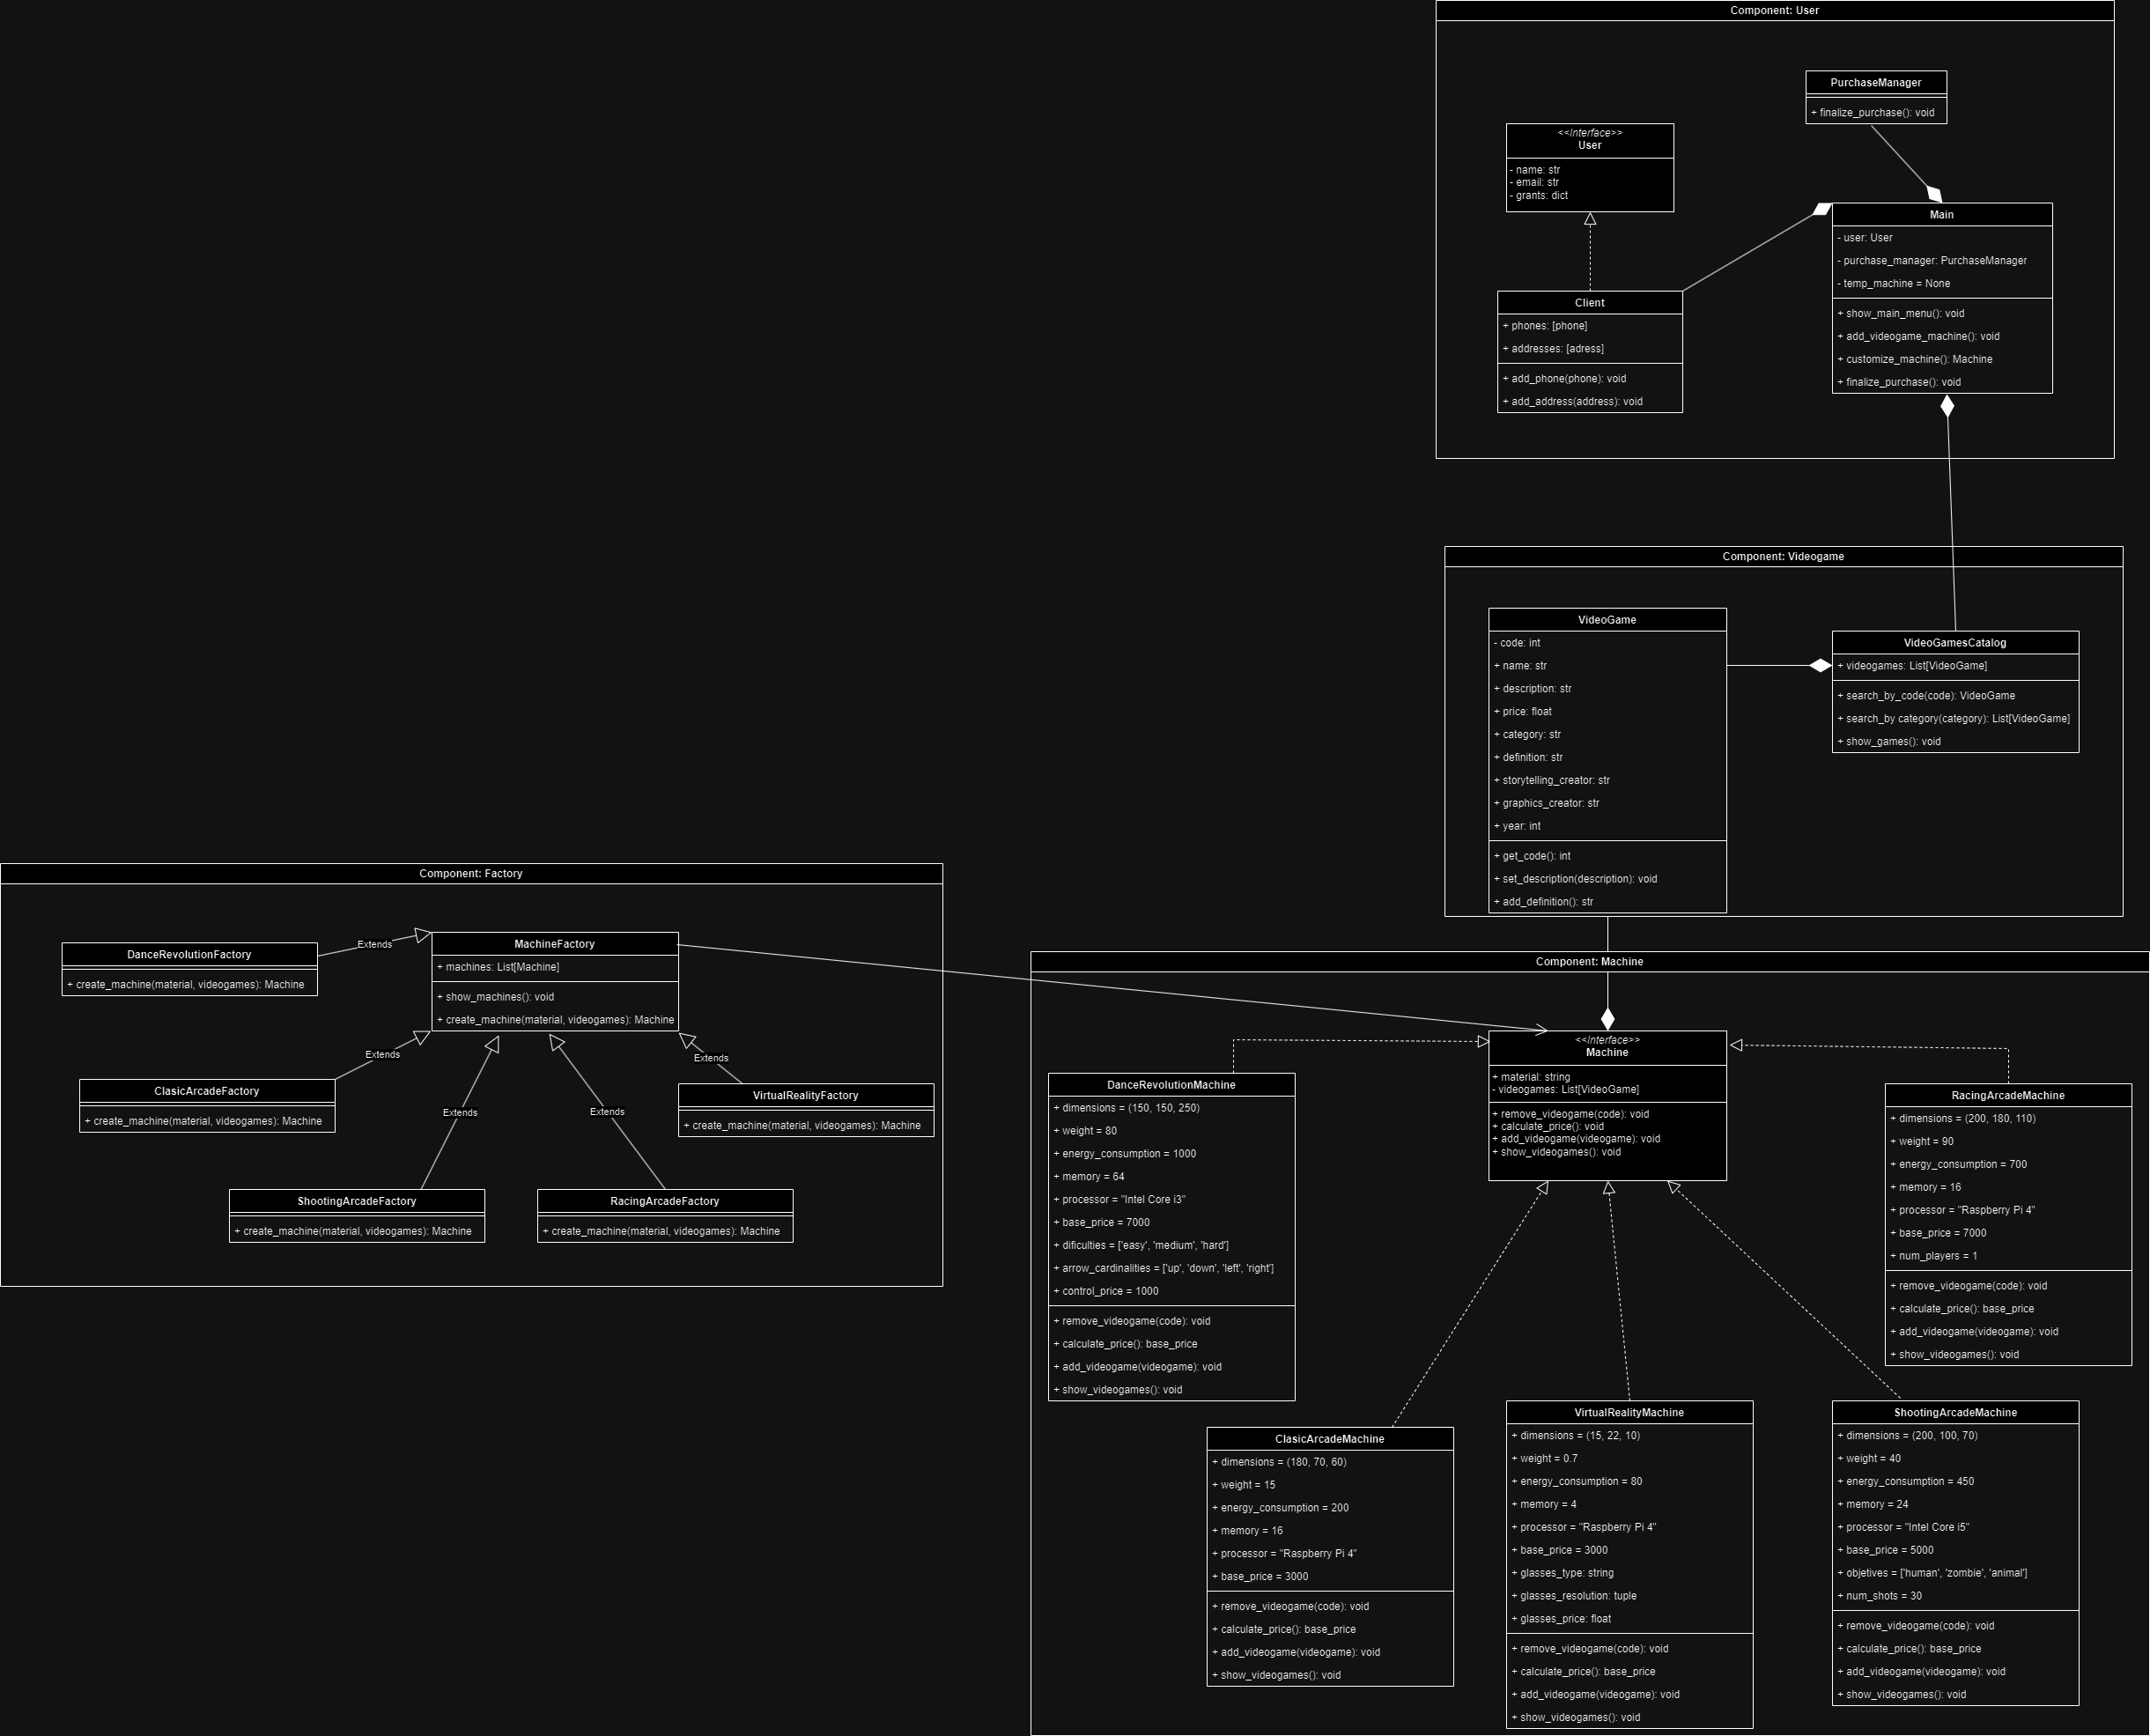 Component: User
PurchaseManager
+ finalize_purchase(): void
<<Interface>>
User
- name: str
- email: str
- grants: dict
Main
- user: User
- purchase_manager: PurchaseManager
- temp_machine = None
+ show_main_menu(): void
+ add_videogame_machine(): void
+ customize_machine(): Machine
+ finalize_purchase(): void
Client
+ phones: [phone]
+ addresses: [adress]
+ add_phone(phone): void
+ add_address(address): void
Component: Videogame
VideoGame
- code: int
+ name: str
+ description: str
+ price: float
+ category: str
+ definition: str
+ storytelling_creator: str
+ graphics_creator: str
+ year: int
+ get_code(): int
+ set_description(description): void
+ add_definition(): str
VideoGamesCatalog
+ videogames: List[VideoGame]
+ search_by_code(code): VideoGame
+ search_by category(category): List[VideoGame]
+ show_games(): void
Component: Factory
DanceRevolutionFactory
+ create_machine(material, videogames): Machine
Extends
MachineFactory
+ machines: List[Machine]
+ show_machines(): void
+ create_machine(material, videogames): Machine
Extends
Extends
ClasicArcadeFactory
+ create_machine(material, videogames): Machine
VirtualRealityFactory
+ create_machine(material, videogames): Machine
Extends
Extends
ShootingArcadeFactory
+ create_machine(material, videogames): Machine
RacingArcadeFactory
+ create_machine(material, videogames): Machine
Component: Machine
<<Interface>>
Machine
+ material: string
- videogames: List[VideoGame]
+ remove_videogame(code): void
+ calculate_price(): void
+ add_videogame(videogame): void
+ show_videogames(): void
DanceRevolutionMachine
+ dimensions = (150, 150, 250)
+ weight = 80
+ energy_consumption = 1000
+ memory = 64
+ processor = "Intel Core i3"
+ base_price = 7000
+ dificulties = ['easy', 'medium', 'hard']
+ arrow_cardinalities = ['up', 'down', 'left', 'right']
+ control_price = 1000
+ remove_videogame(code): void
+ calculate_price(): base_price
+ add_videogame(videogame): void
+ show_videogames(): void
RacingArcadeMachine
+ dimensions = (200, 180, 110)
+ weight = 90
+ energy_consumption = 700
+ memory = 16
+ processor = "Raspberry Pi 4"
+ base_price = 7000
+ num_players = 1
+ remove_videogame(code): void
+ calculate_price(): base_price
+ add_videogame(videogame): void
+ show_videogames(): void
ClasicArcadeMachine
+ dimensions = (180, 70, 60)
+ weight = 15
+ energy_consumption = 200
+ memory = 16
+ processor = "Raspberry Pi 4"
+ base_price = 3000
+ remove_videogame(code): void
+ calculate_price(): base_price
+ add_videogame(videogame): void
+ show_videogames(): void
VirtualRealityMachine
+ dimensions = (15, 22, 10)
+ weight = 0.7
+ energy_consumption = 80
+ memory = 4
+ processor = "Raspberry Pi 4"
+ base_price = 3000
+ glasses_type: string
+ glasses_resolution: tuple
+ glasses_price: float
+ remove_videogame(code): void
+ calculate_price(): base_price
+ add_videogame(videogame): void
+ show_videogames(): void
ShootingArcadeMachine
+ dimensions = (200, 100, 70)
+ weight = 40
+ energy_consumption = 450
+ memory = 24
+ processor = "Intel Core i5"
+ base_price = 5000
+ objetives = ['human', 'zombie', 'animal']
+ num_shots = 30
+ remove_videogame(code): void
+ calculate_price(): base_price
+ add_videogame(videogame): void
+ show_videogames(): void